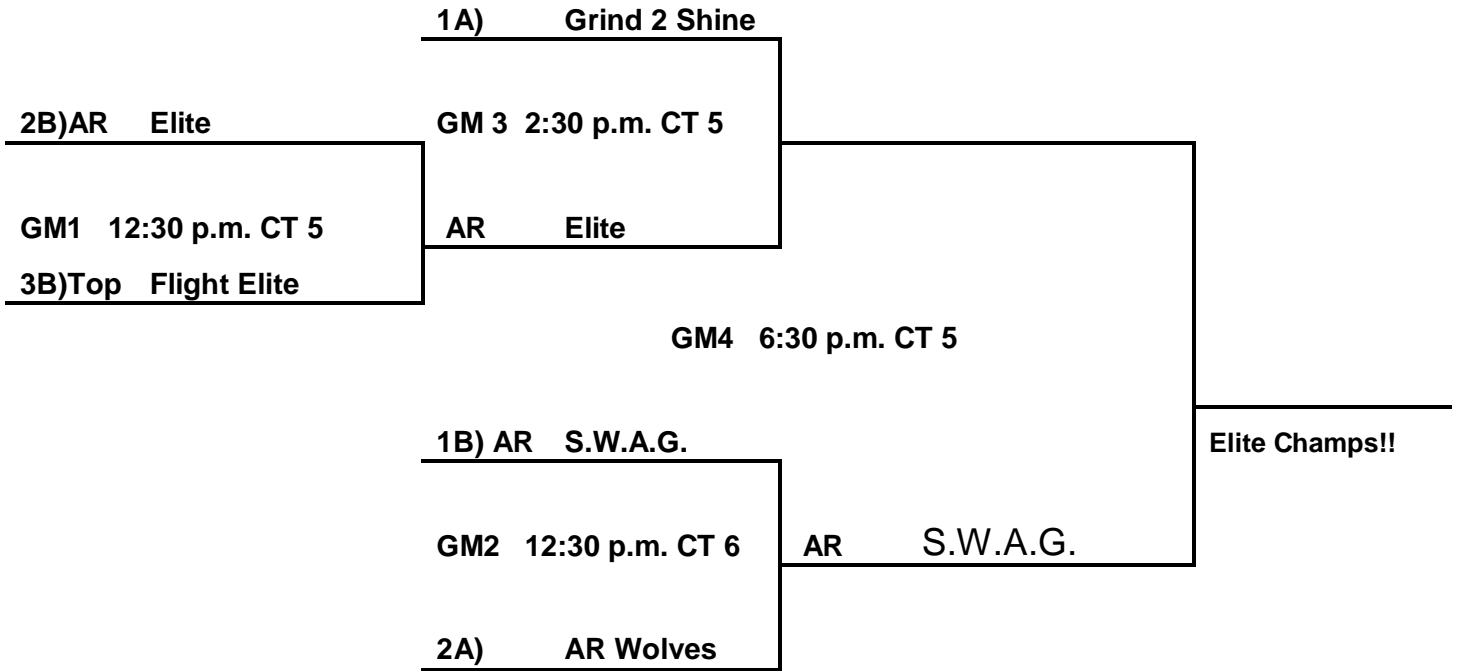 1A) Grind 2 Shine
2B)AR Elite
GM 3 2:30 p.m. CT 5
GM1 12:30 p.m. CT 5
AR Elite
3B)Top Flight Elite
GM4 6:30 p.m. CT 5
1B) AR S.W.A.G.
Elite Champs!!
GM2 12:30 p.m. CT 6
AR S.W.A.G.
2A) AR Wolves